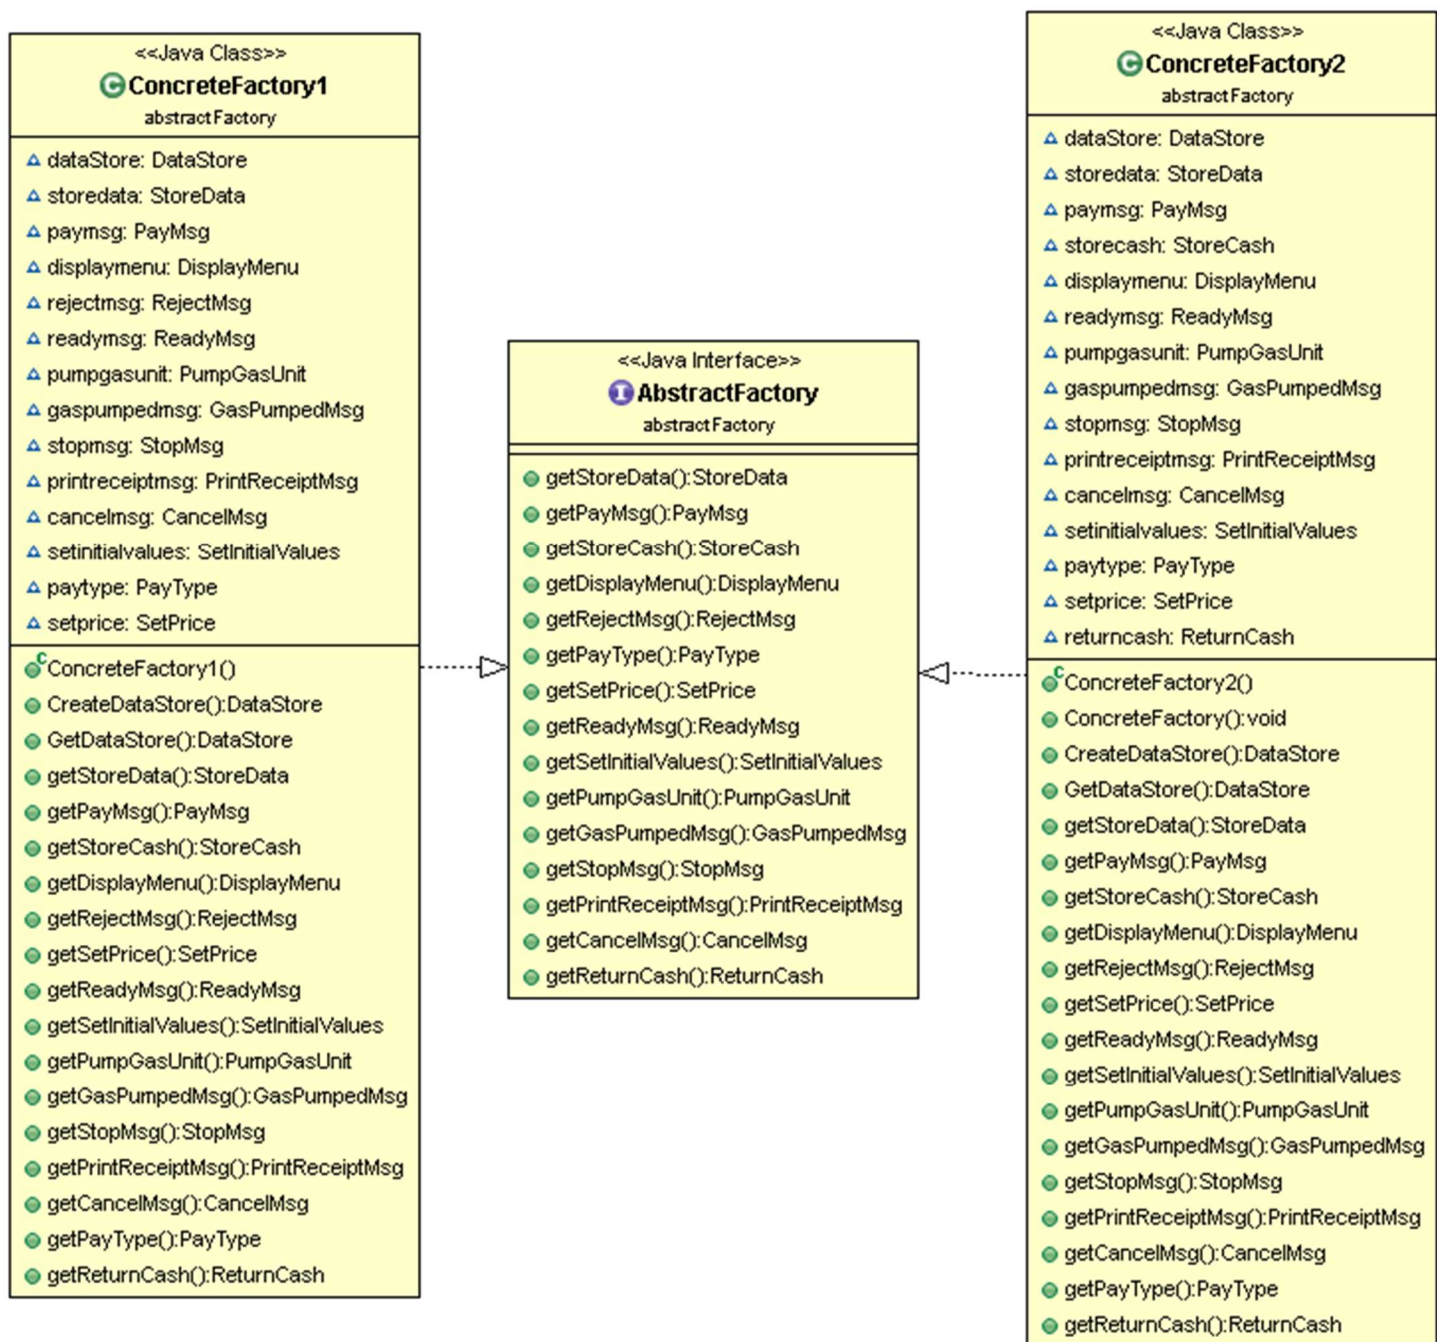 <<Java Class>>
ConcreteFactory1
abstractFactory
dataStore: DataStore
storedata: StoreData
paymsg: PayMsg
displaymenu: DisplayMenu
rejectmsg: RejectMsg
readymsg: ReadyMsg
pumpgasunit: PumpGasUnit
gaspumpedmsg: GasPumpedMsg
stopmsg: StopMsg
printreceiptmsg: PrintReceiptMsg
cancelmsg: CancelMsg
setinitialvalues: SetInitialValues
paytype: PayType
setprice: SetPrice
ConcreteFactory1()
CreateDataStore():DataStore
GetDataStore():DataStore
getStoreData():StoreData
getPayMsg():PayMsg
getStoreCash():StoreCash
getDisplayMenu():DisplayMenu
getRejectMsg():RejectMsg
getSetPrice():SetPrice
getReadyMsg():ReadyMsg
getSetInitialValues():SetInitialValues
getPumpGasUnit():PumpGasUnit
getGasPumpedMsg():GasPumpedMsg
getStopMsg():StopMsg
getPrintReceiptMsg():PrintReceiptMsg
getCancelMsg():CancelMsg
getPayType():PayType
getReturnCash():ReturnCash
<<Java Interface>>
AbstractFactory
abstractFactory
getStoreData():StoreData
getPayMsg():PayMsg
getStoreCash():StoreCash
getDisplayMenu():DisplayMenu
getRejectMsg():RejectMsg
getPayType():PayType
getSetPrice():SetPrice
getReadyMsg():ReadyMsg
getSetInitialValues():SetInitialValues
getPumpGasUnit():PumpGasUnit
getGasPumpedMsg():GasPumpedMsg
getStopMsg():StopMsg
getPrintReceiptMsg():PrintReceiptMsg
getCancelMsg():CancelMsg
getReturnCash():ReturnCash
<<Java Class>>
ConcreteFactory2
abstractFactory
dataStore: DataStore
storedata: StoreData
paymsg: PayMsg
storecash: StoreCash
displaymenu: DisplayMenu
readymsg: ReadyMsg
pumpgasunit: PumpGasUnit
gaspumpedmsg: GasPumpedMsg
stopmsg: StopMsg
printreceiptmsg: PrintReceiptMsg
cancelmsg: CancelMsg
setinitialvalues: SetInitialValues
paytype: PayType
setprice: SetPrice
returncash: ReturnCash
ConcreteFactory2()
ConcreteFactory():void
CreateDataStore():DataStore
GetDataStore():DataStore
getStoreData():StoreData
getPayMsg():PayMsg
getStoreCash():StoreCash
getDisplayMenu():DisplayMenu
getRejectMsg():RejectMsg
getSetPrice():SetPrice
getReadyMsg():ReadyMsg
getSetInitialValues():SetInitialValues
getPumpGasUnit():PumpGasUnit
getGasPumpedMsg():GasPumpedMsg
getStopMsg():StopMsg
getPrintReceiptMsg():PrintReceiptMsg
getCancelMsg():CancelMsg
getPayType():PayType
getReturnCash():ReturnCash